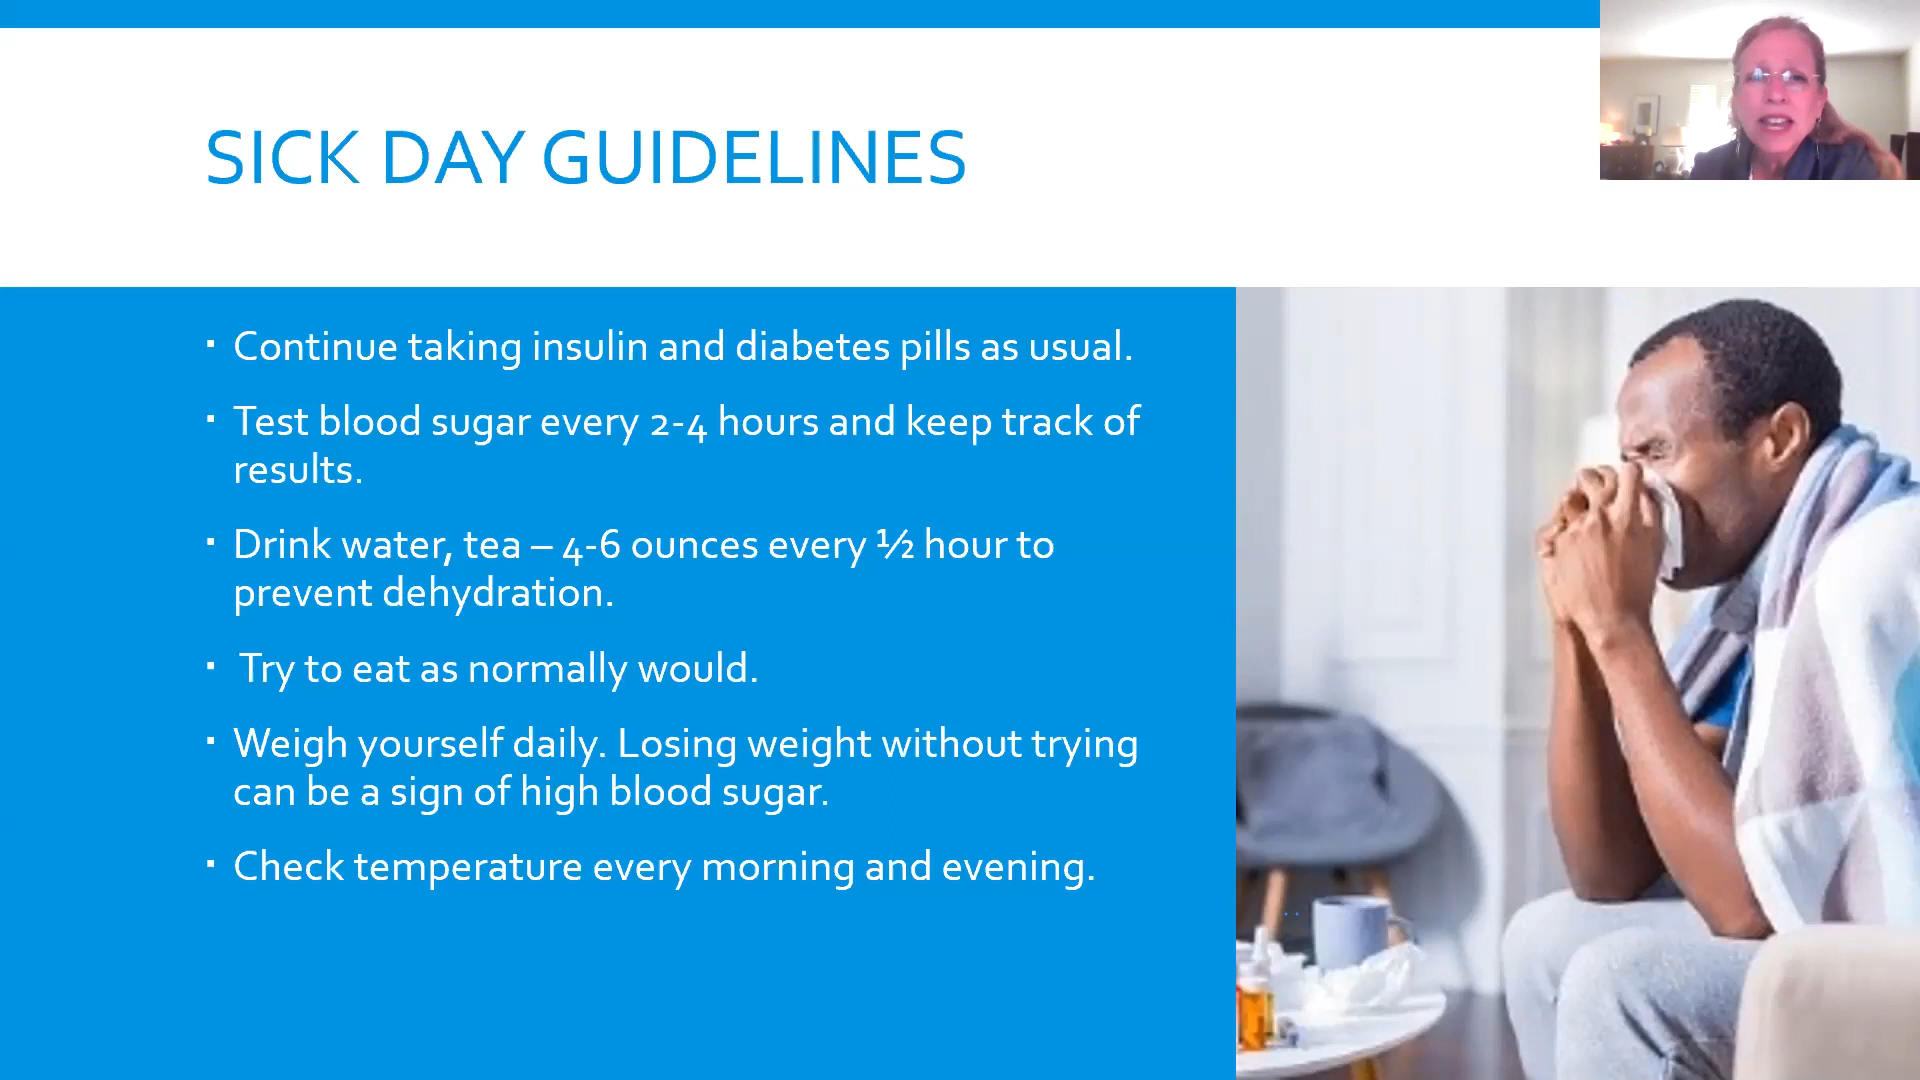 SICK DAY GUIDELINES
▪ Continue taking insulin and diabetes pills as usual.
▪ Test blood sugar every 2-4 hours and keep track of
results.
▪ Drink water, tea – 4-6 ounces every ½ hour to
prevent dehydration.
▪ Try to eat as normally would.
▪ Weigh yourself daily. Losing weight without trying
can be a sign of high blood sugar.
▪ Check temperature every morning and evening.